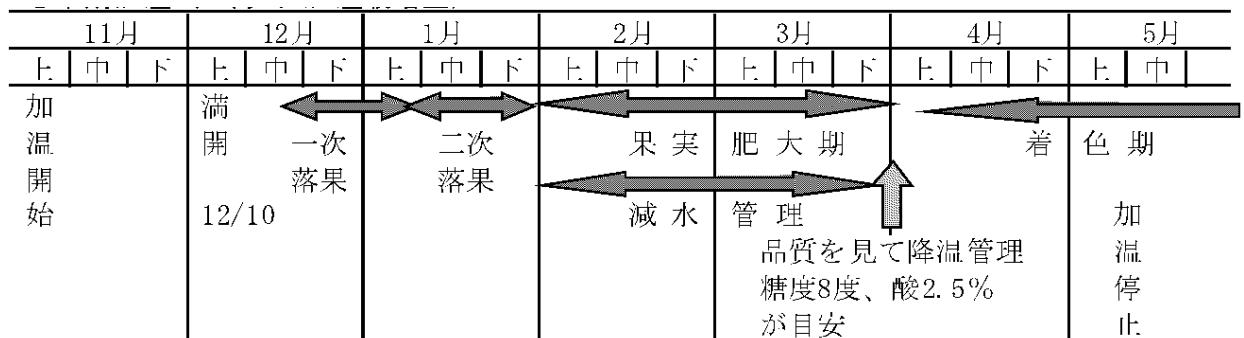 11月 12月 1月 2月 3月 4月 5月
上 中 下 上 中 下 上 中 下 上 中 下 上 中 下 上 中 下 上 中
加温開始
満開
12/10
一次
落果
二次
落果
果実肥大期
減水管理
品質を見て降温管理
糖度8度、酸2.5%
が目安
着色期
加温停止